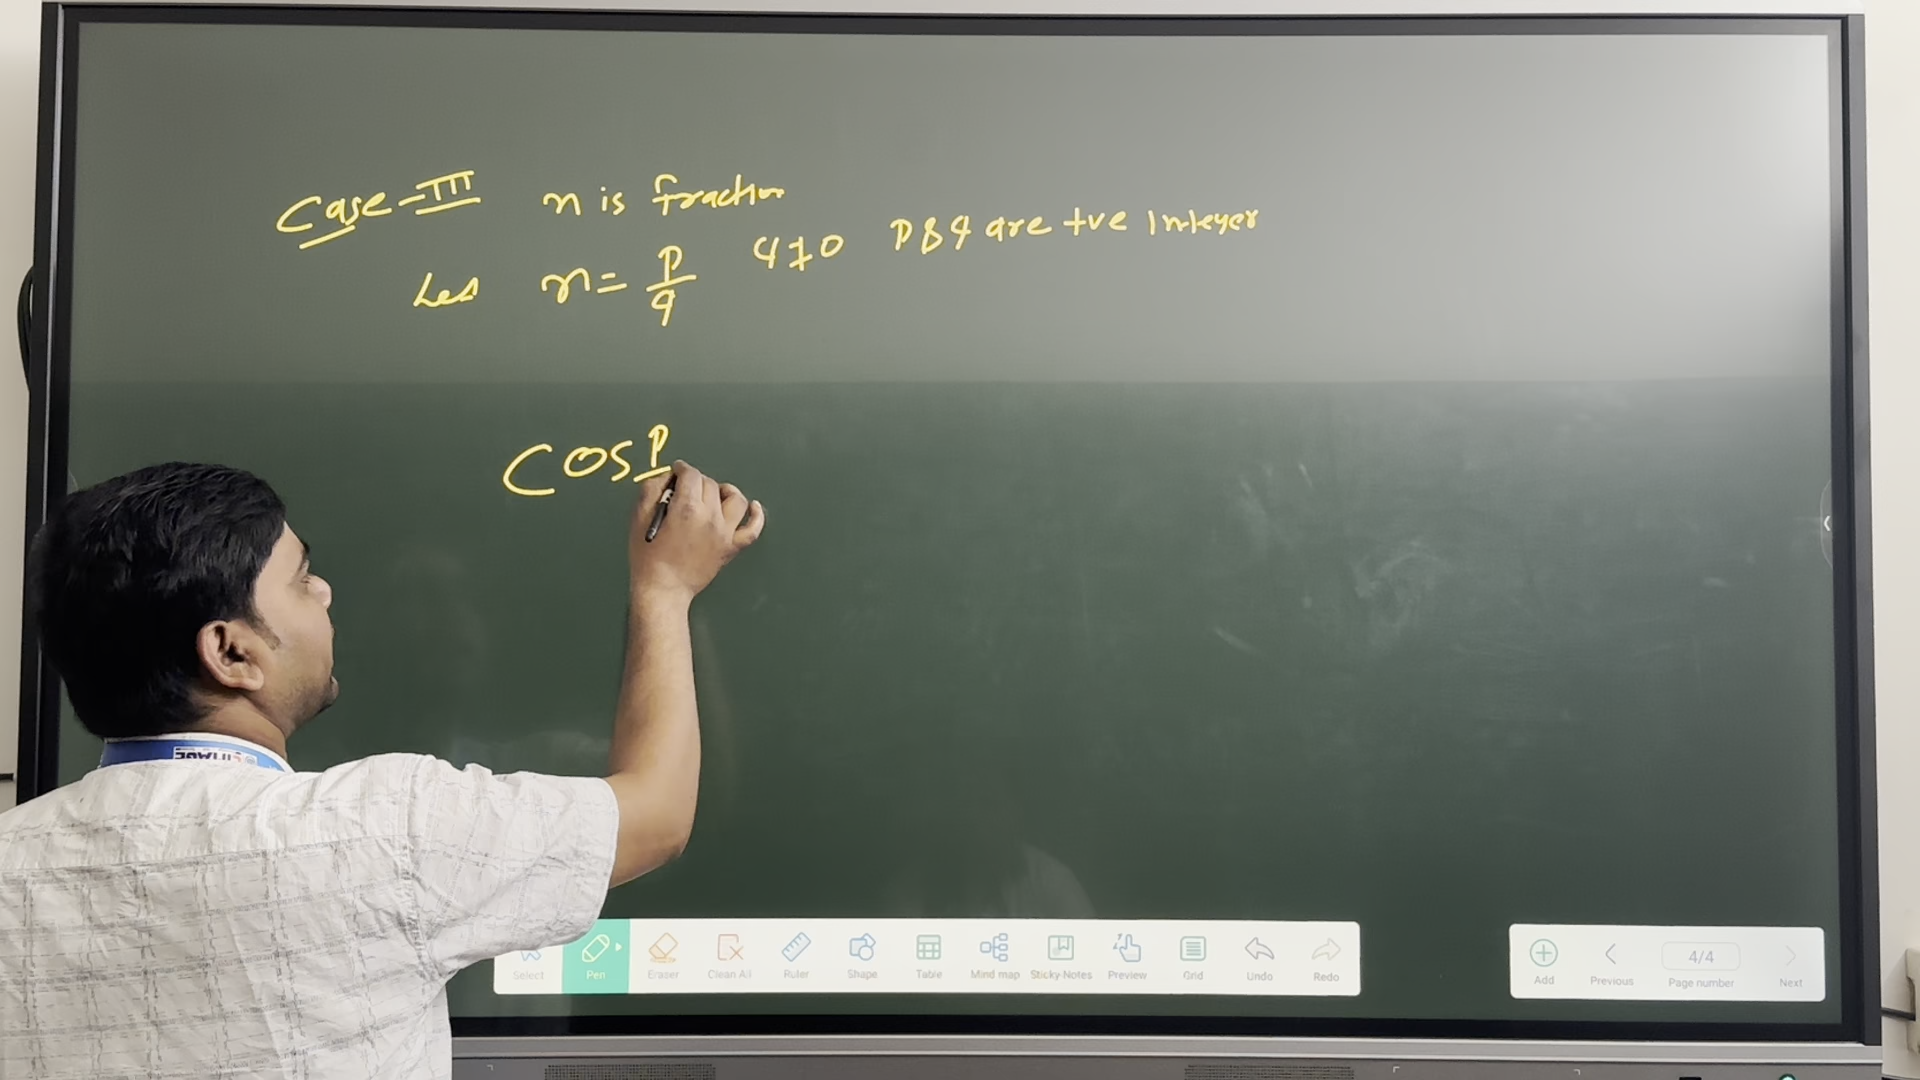 Case-III n is fraction
Let n = p/q q≠0 P & q are +ve Integer
Cos P
Select Pen Eraser Clean All Ruler Shape Table Mind map Sticky Notes Preview Grid Undo Redo
Add Previous 4/4 Page number Next